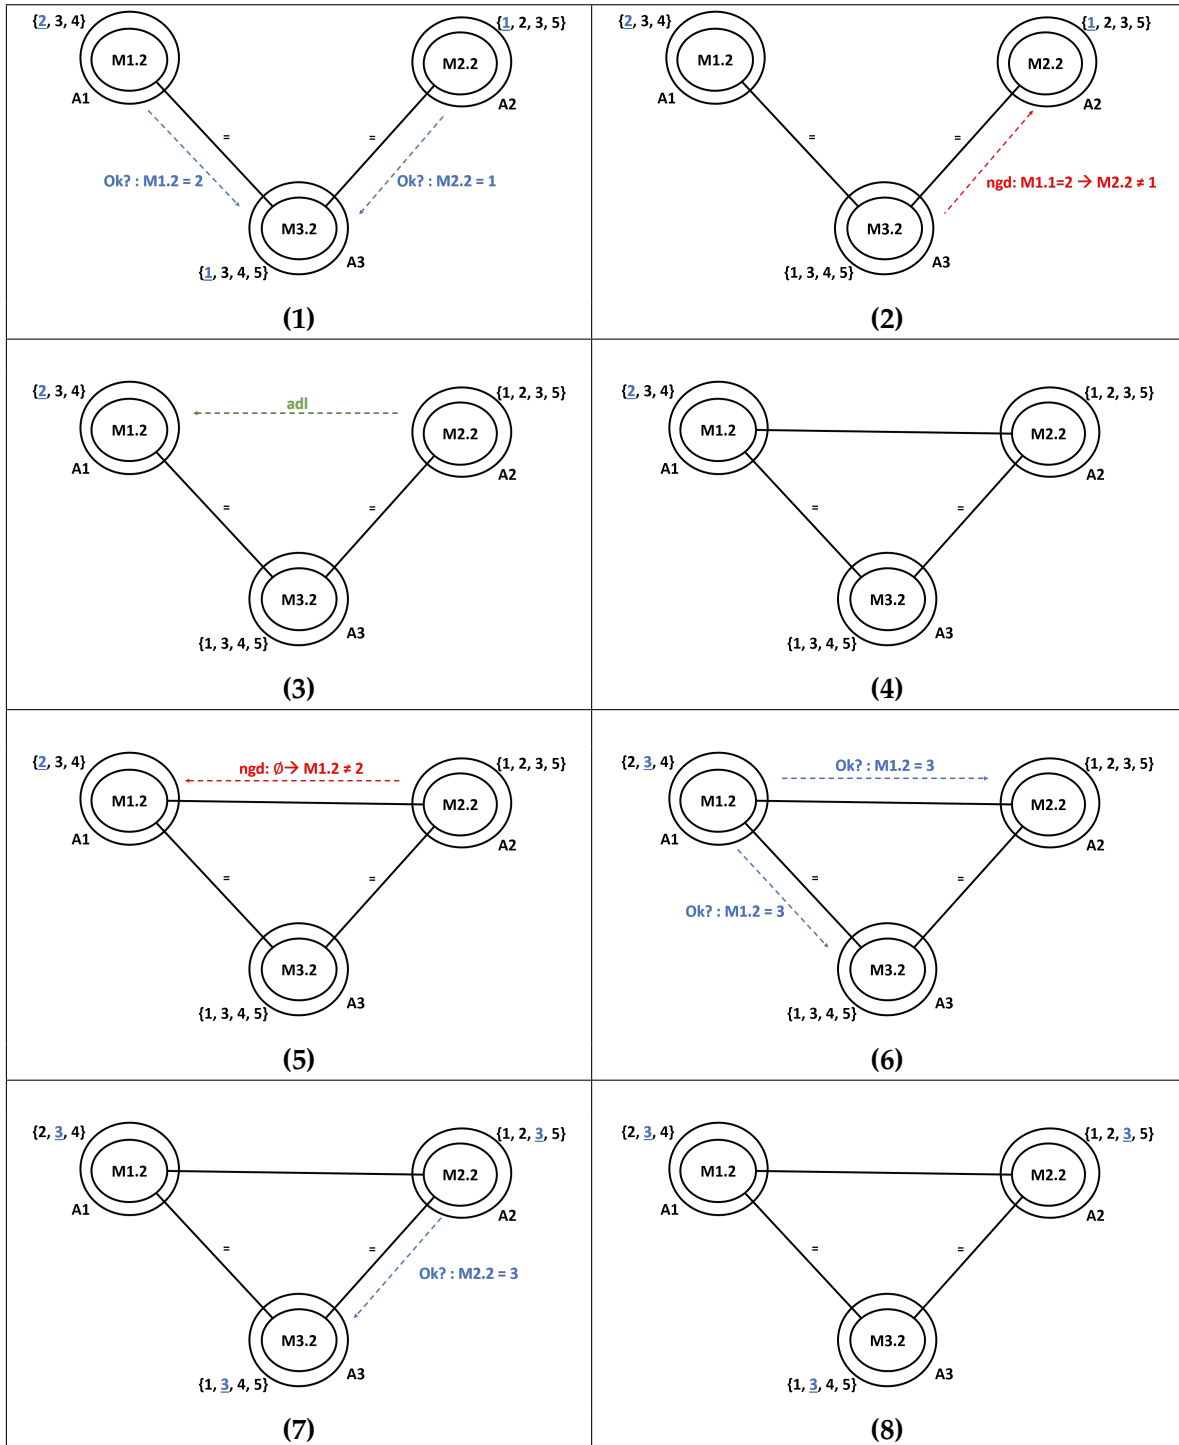 {2, 3, 4}
{1, 2, 3, 5}
M1.2
M2.2
A1
A2
=
=
Ok? : M1.2 = 2
Ok? : M2.2 = 1
M3.2
A3
{1, 3, 4, 5}
(1)
{2, 3, 4}
{1, 2, 3, 5}
M1.2
M2.2
A1
A2
=
=
ngd: M1.1=2 → M2.2 ≠ 1
M3.2
A3
{1, 3, 4, 5}
(2)
{2, 3, 4}
adl
{1, 2, 3, 5}
M1.2
M2.2
A1
A2
=
=
M3.2
A3
{1, 3, 4, 5}
(3)
{2, 3, 4}
{1, 2, 3, 5}
M1.2
M2.2
A1
A2
=
=
M3.2
A3
{1, 3, 4, 5}
(4)
{2, 3, 4}
ngd: ∅→ M1.2 ≠ 2
{1, 2, 3, 5}
M1.2
M2.2
A1
A2
=
=
M3.2
A3
{1, 3, 4, 5}
(5)
{2, 3, 4}
Ok? : M1.2 = 3
{1, 2, 3, 5}
M1.2
M2.2
A1
A2
=
=
Ok? : M1.2 = 3
M3.2
A3
{1, 3, 4, 5}
(6)
{2, 3, 4}
{1, 2, 3, 5}
M1.2
M2.2
A1
A2
=
=
Ok? : M2.2 = 3
M3.2
A3
{1, 3, 4, 5}
(7)
{2, 3, 4}
{1, 2, 3, 5}
M1.2
M2.2
A1
A2
=
=
M3.2
A3
{1, 3, 4, 5}
(8)